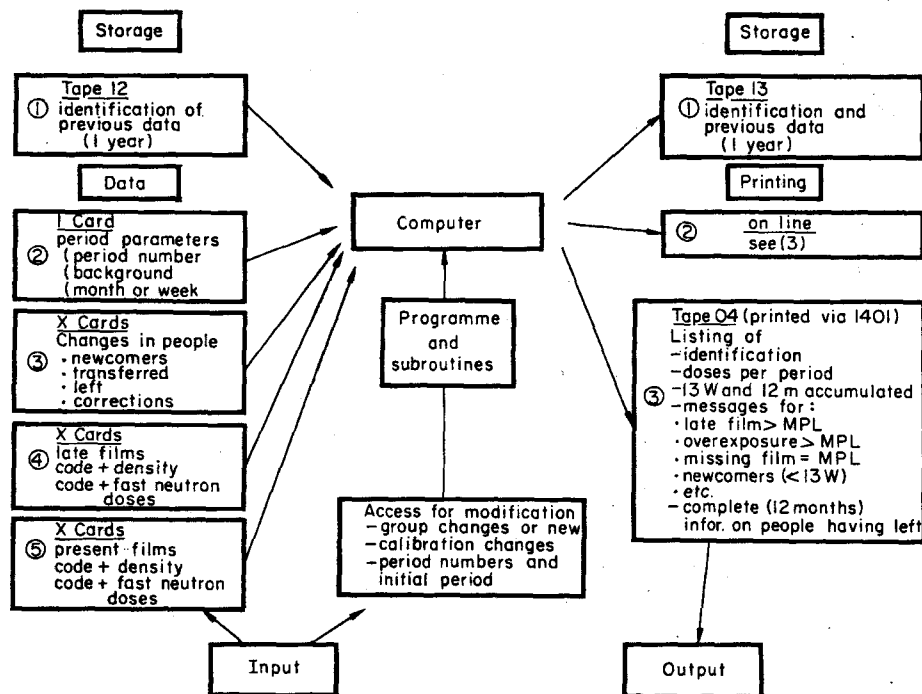 Storage
① Tape 12
identification of
previous data
(1 year)
Data
1 Card
② period parameters
(period number
(background
(month or week
X Cards
③ Changes in people
• newcomers
• transferred
• left
• corrections
X Cards
④ late films
code + density
code + fast neutron
doses
X Cards
⑤ present films
code + density
code + fast neutron
doses
Input
Computer
Programme
and
subroutines
Access for modification
– group changes or new
– calibration changes
– period numbers and
initial period
Storage
① Tape 13
identification and
previous data
(1 year)
Printing
② on line
see (3)
Tape 04 (printed via 1401)
Listing of
– identification
– doses per period
③ – 13 W and 12 m accumulated
– messages for :
• late film > MPL
• overexposure > MPL
• missing film = MPL
• newcomers (< 13 W)
• etc.
– complete (12 months)
infor. on people having left
Output